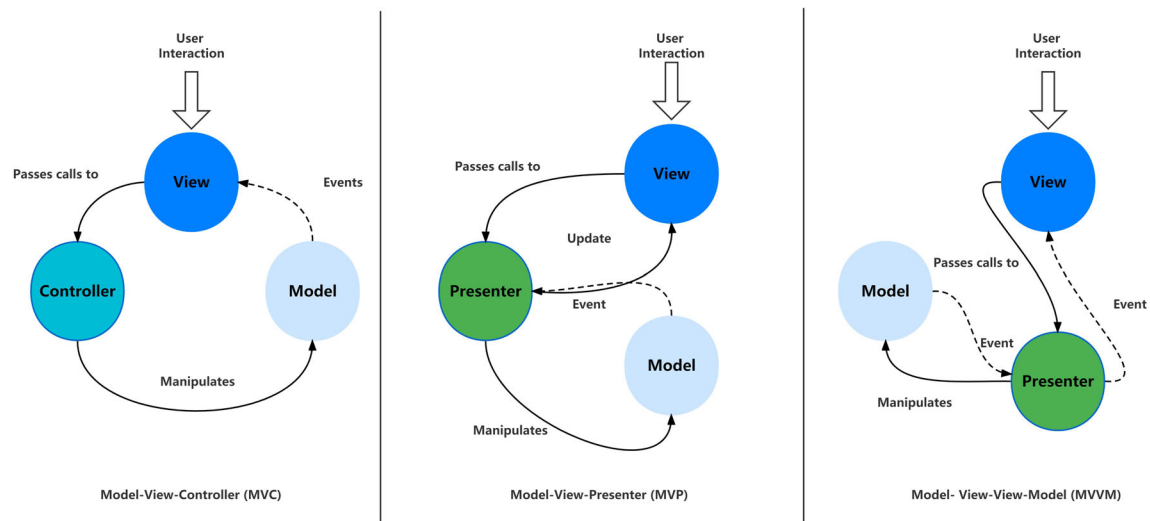 User
Interaction
View
Passes calls to
Events
Controller
Model
Manipulates
Model-View-Controller (MVC)
User
Interaction
Passes calls to
View
Update
Presenter
Event
Model
Manipulates
Model-View-Presenter (MVP)
User
Interaction
View
Passes calls to
Model
Event
Event
Presenter
Manipulates
Model- View-View-Model (MVVM)